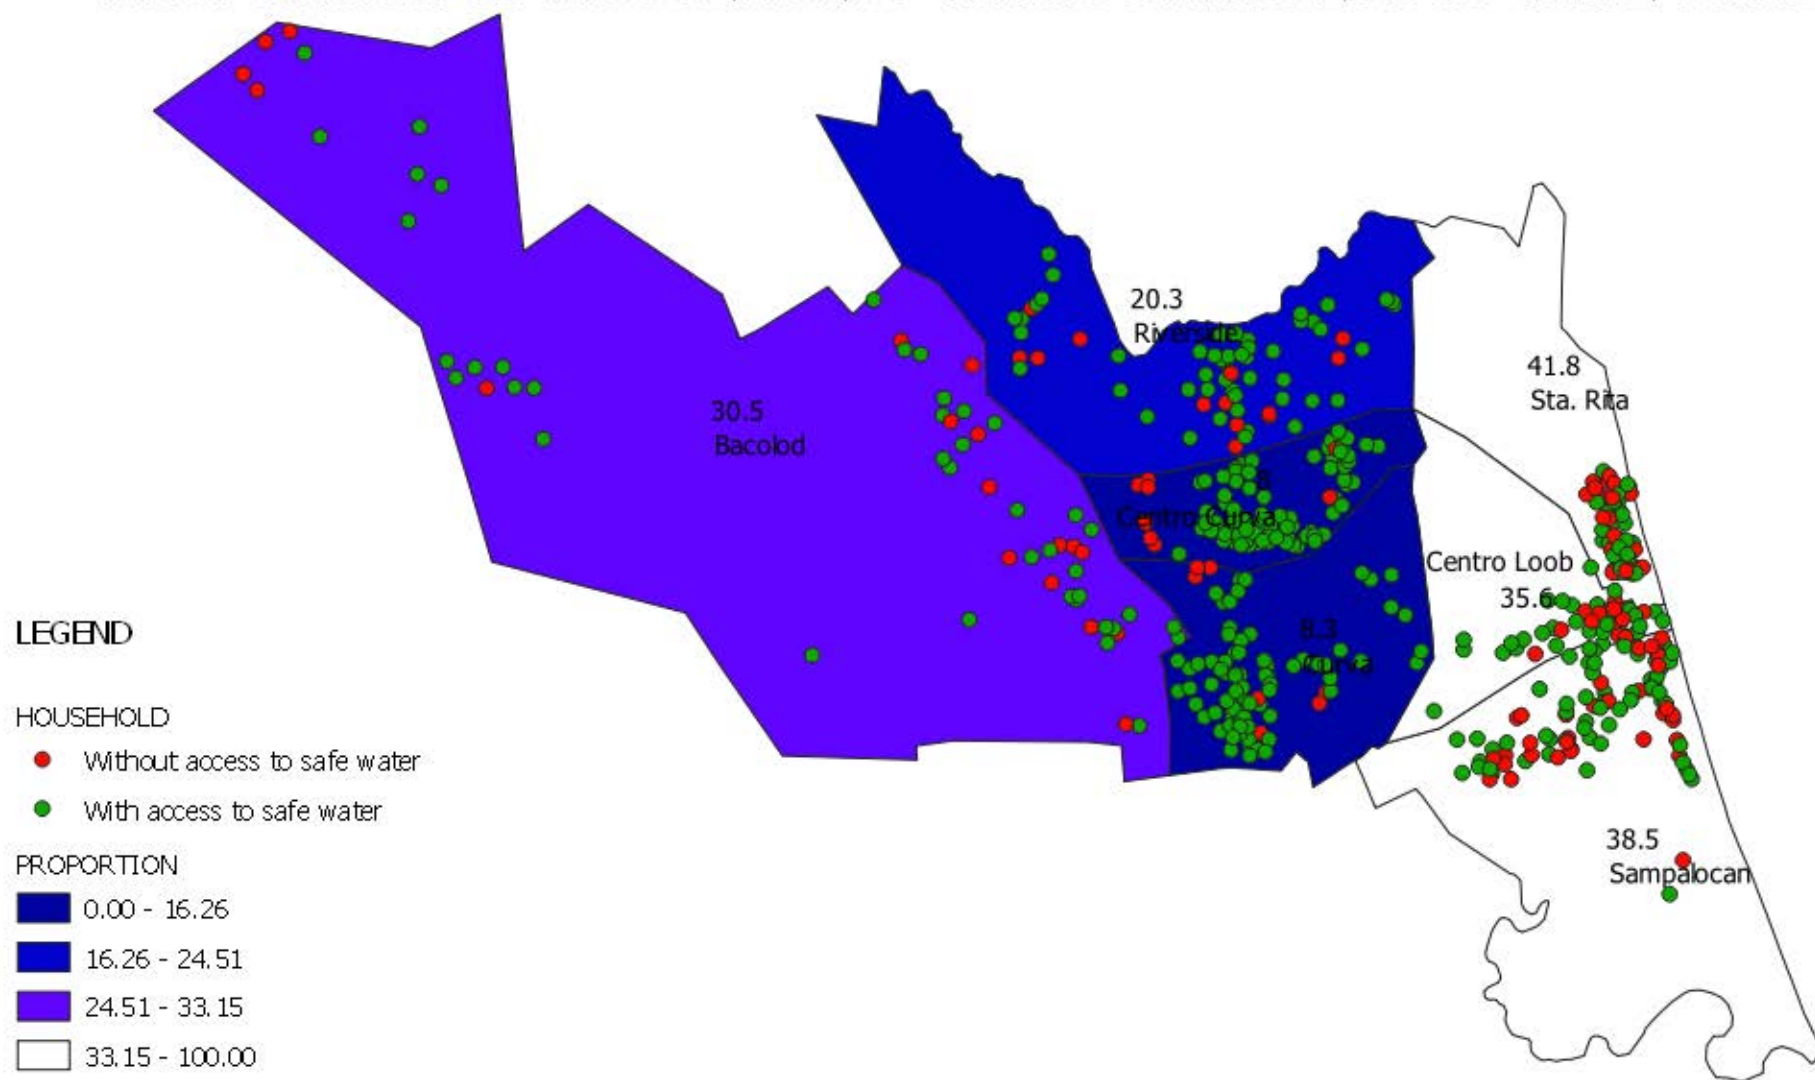 20.3
Riverside
41.8
Sta. Rita
30.5
Bacolod
Centro Curva
Centro Loob
35.6
8.3
Curva
38.5
Sampalocan
LEGEND
HOUSEHOLD
Without access to safe water
With access to safe water
PROPORTION
0.00 - 16.26
16.26 - 24.51
24.51 - 33.15
33.15 - 100.00